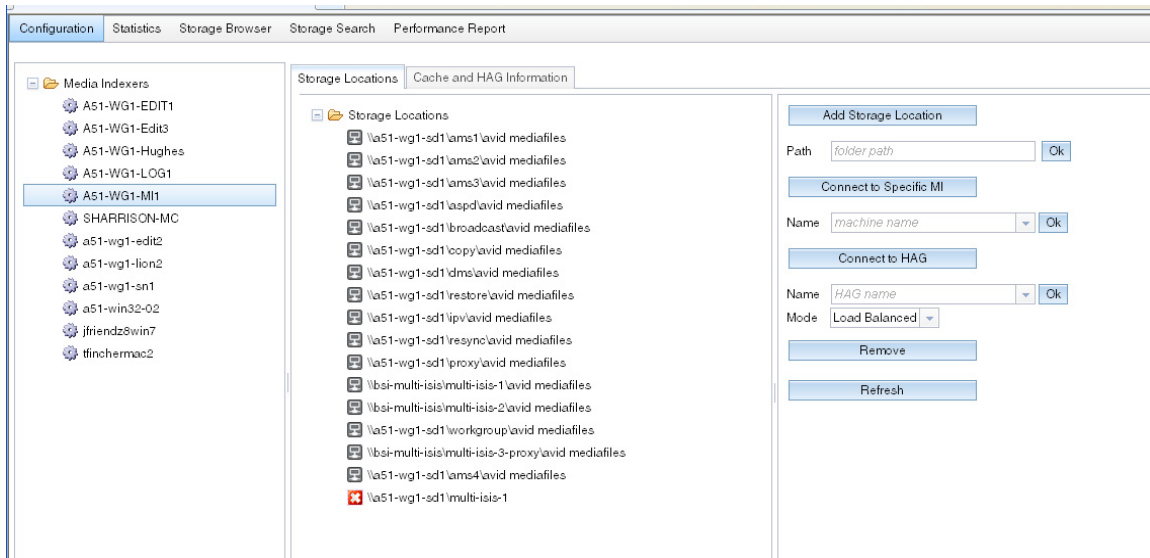 Configuration Statistics Storage Browser Storage Search Performance Report
Media Indexers
A51-WG1-EDIT1
A51-WG1-Edit3
A51-WG1-Hughes
A51-WG1-LOG1
A51-WG1-MI1
SHARRISON-MC
a51-wg1-edit2
a51-wg1-lion2
a51-wg1-sn1
a51-win32-02
jfriendz8win7
tfinchermac2
Storage Locations Cache and HAG Information
Storage Locations
\\a51-wg1-sd1\ams1\avid mediafiles
\\a51-wg1-sd1\ams2\avid mediafiles
\\a51-wg1-sd1\ams3\avid mediafiles
\\a51-wg1-sd1\aspd\avid mediafiles
\\a51-wg1-sd1\broadcast\avid mediafiles
\\a51-wg1-sd1\copy\avid mediafiles
\\a51-wg1-sd1\dms\avid mediafiles
\\a51-wg1-sd1\restore\avid mediafiles
\\a51-wg1-sd1\ipv\avid mediafiles
\\a51-wg1-sd1\resync\avid mediafiles
\\a51-wg1-sd1\proxy\avid mediafiles
\\bsi-multi-isis\multi-isis-1\avid mediafiles
\\bsi-multi-isis\multi-isis-2\avid mediafiles
\\a51-wg1-sd1\workgroup\avid mediafiles
\\bsi-multi-isis\multi-isis-3-proxy\avid mediafiles
\\a51-wg1-sd1\ams4\avid mediafiles
\\a51-wg1-sd1\multi-isis-1
Add Storage Location
Path folder path Ok
Connect to Specific MI
Name machine name Ok
Connect to HAG
Name HAG name Ok
Mode Load Balanced
Remove
Refresh